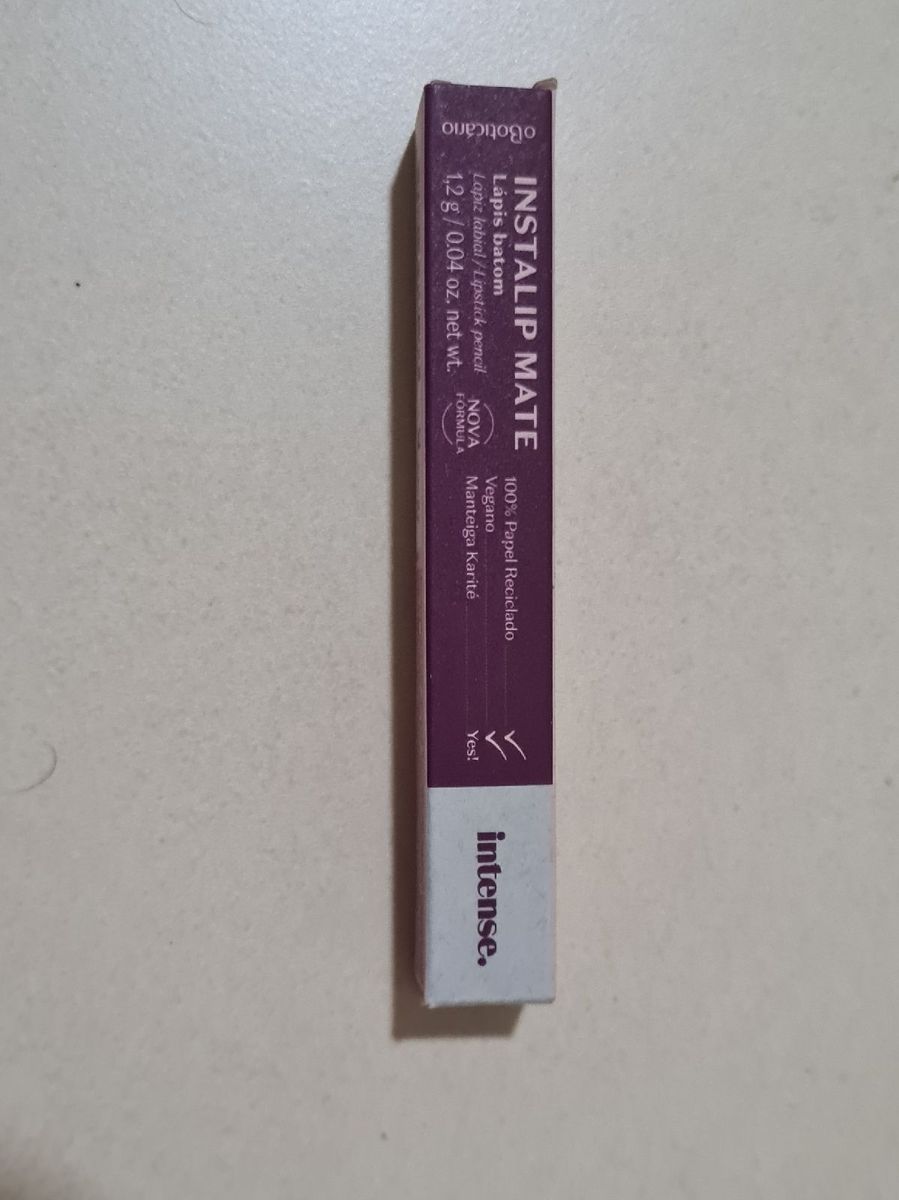 oBoticário
INSTALIP MATE
Lápis batom
Lápiz labial / Lipstick pencil
1,2 g / 0.04 oz. net wt.
NOVA
FÓRMULA
100% Papel Reciclado ✓
Vegano ✓
Manteiga Karité Yes!
intense.